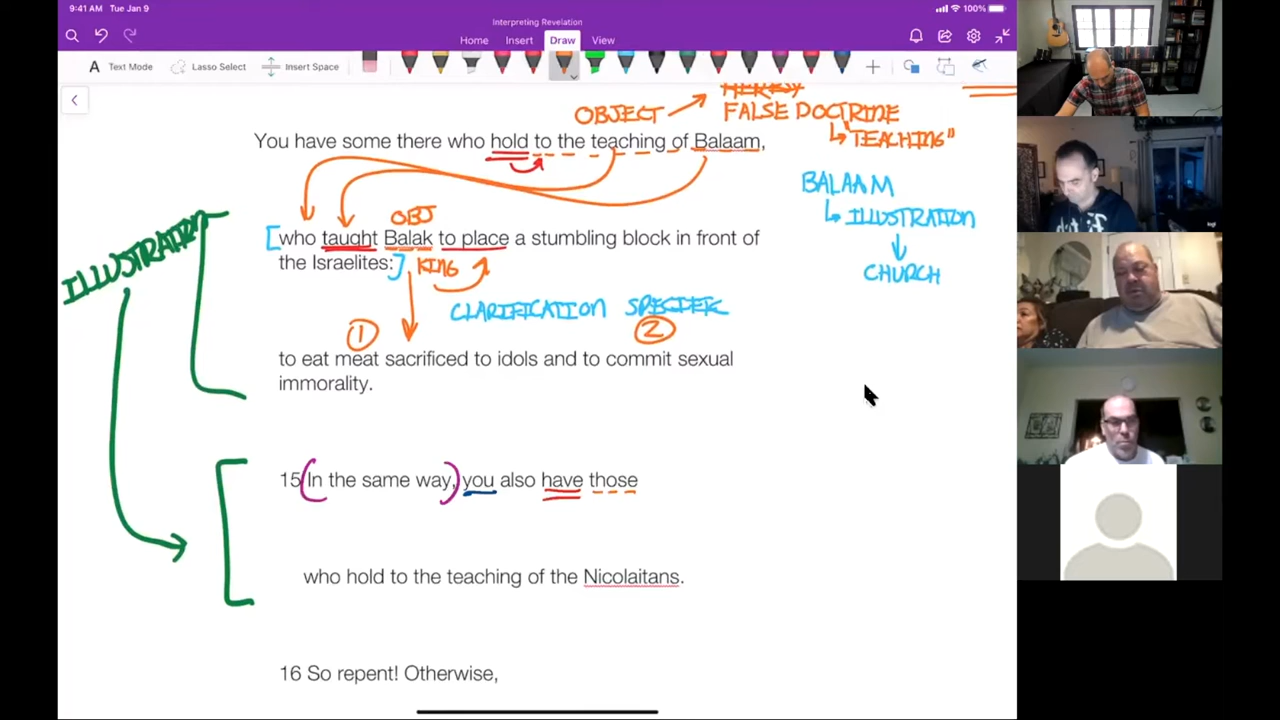 9:41 AM Tue Jan 9
100%
Interpreting Revelation
Home Insert Draw View
A Text Mode Lasso Select Insert Space
HERESY
OBJECT FALSE DOCTRINE
"TEACHING"
You have some there who hold to the teaching of Balaam,
BALAAM
ILLUSTRATION
CHURCH
ILLUSTRATION
OBJ
who taught Balak to place a stumbling block in front of
the Israelites:
KING
CLARIFICATION SPECIFIC
1 2
to eat meat sacrificed to idols and to commit sexual
immorality.
15 In the same way, you also have those
who hold to the teaching of the Nicolaitans.
16 So repent! Otherwise,